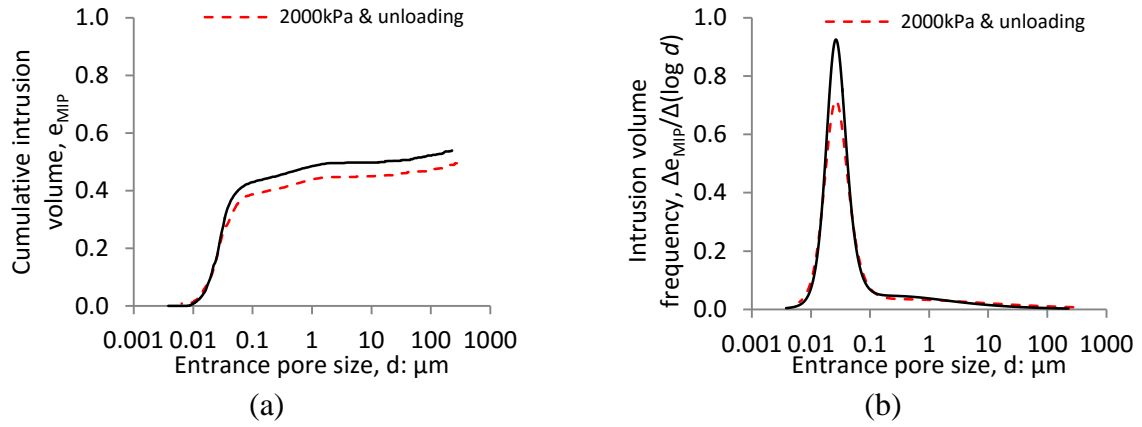 2000kPa & unloading
1.0
0.8
0.6
0.4
0.2
0.0
Cumulative intrusion
volume, eMIP
0.001 0.01 0.1 1 10 100 1000
Entrance pore size, d: μm
(a)
2000kPa & unloading
1.0
0.8
0.6
0.4
0.2
0.0
Intrusion volume
frequency, ΔeMIP/Δ(log d)
0.001 0.01 0.1 1 10 100 1000
Entrance pore size, d: μm
(b)